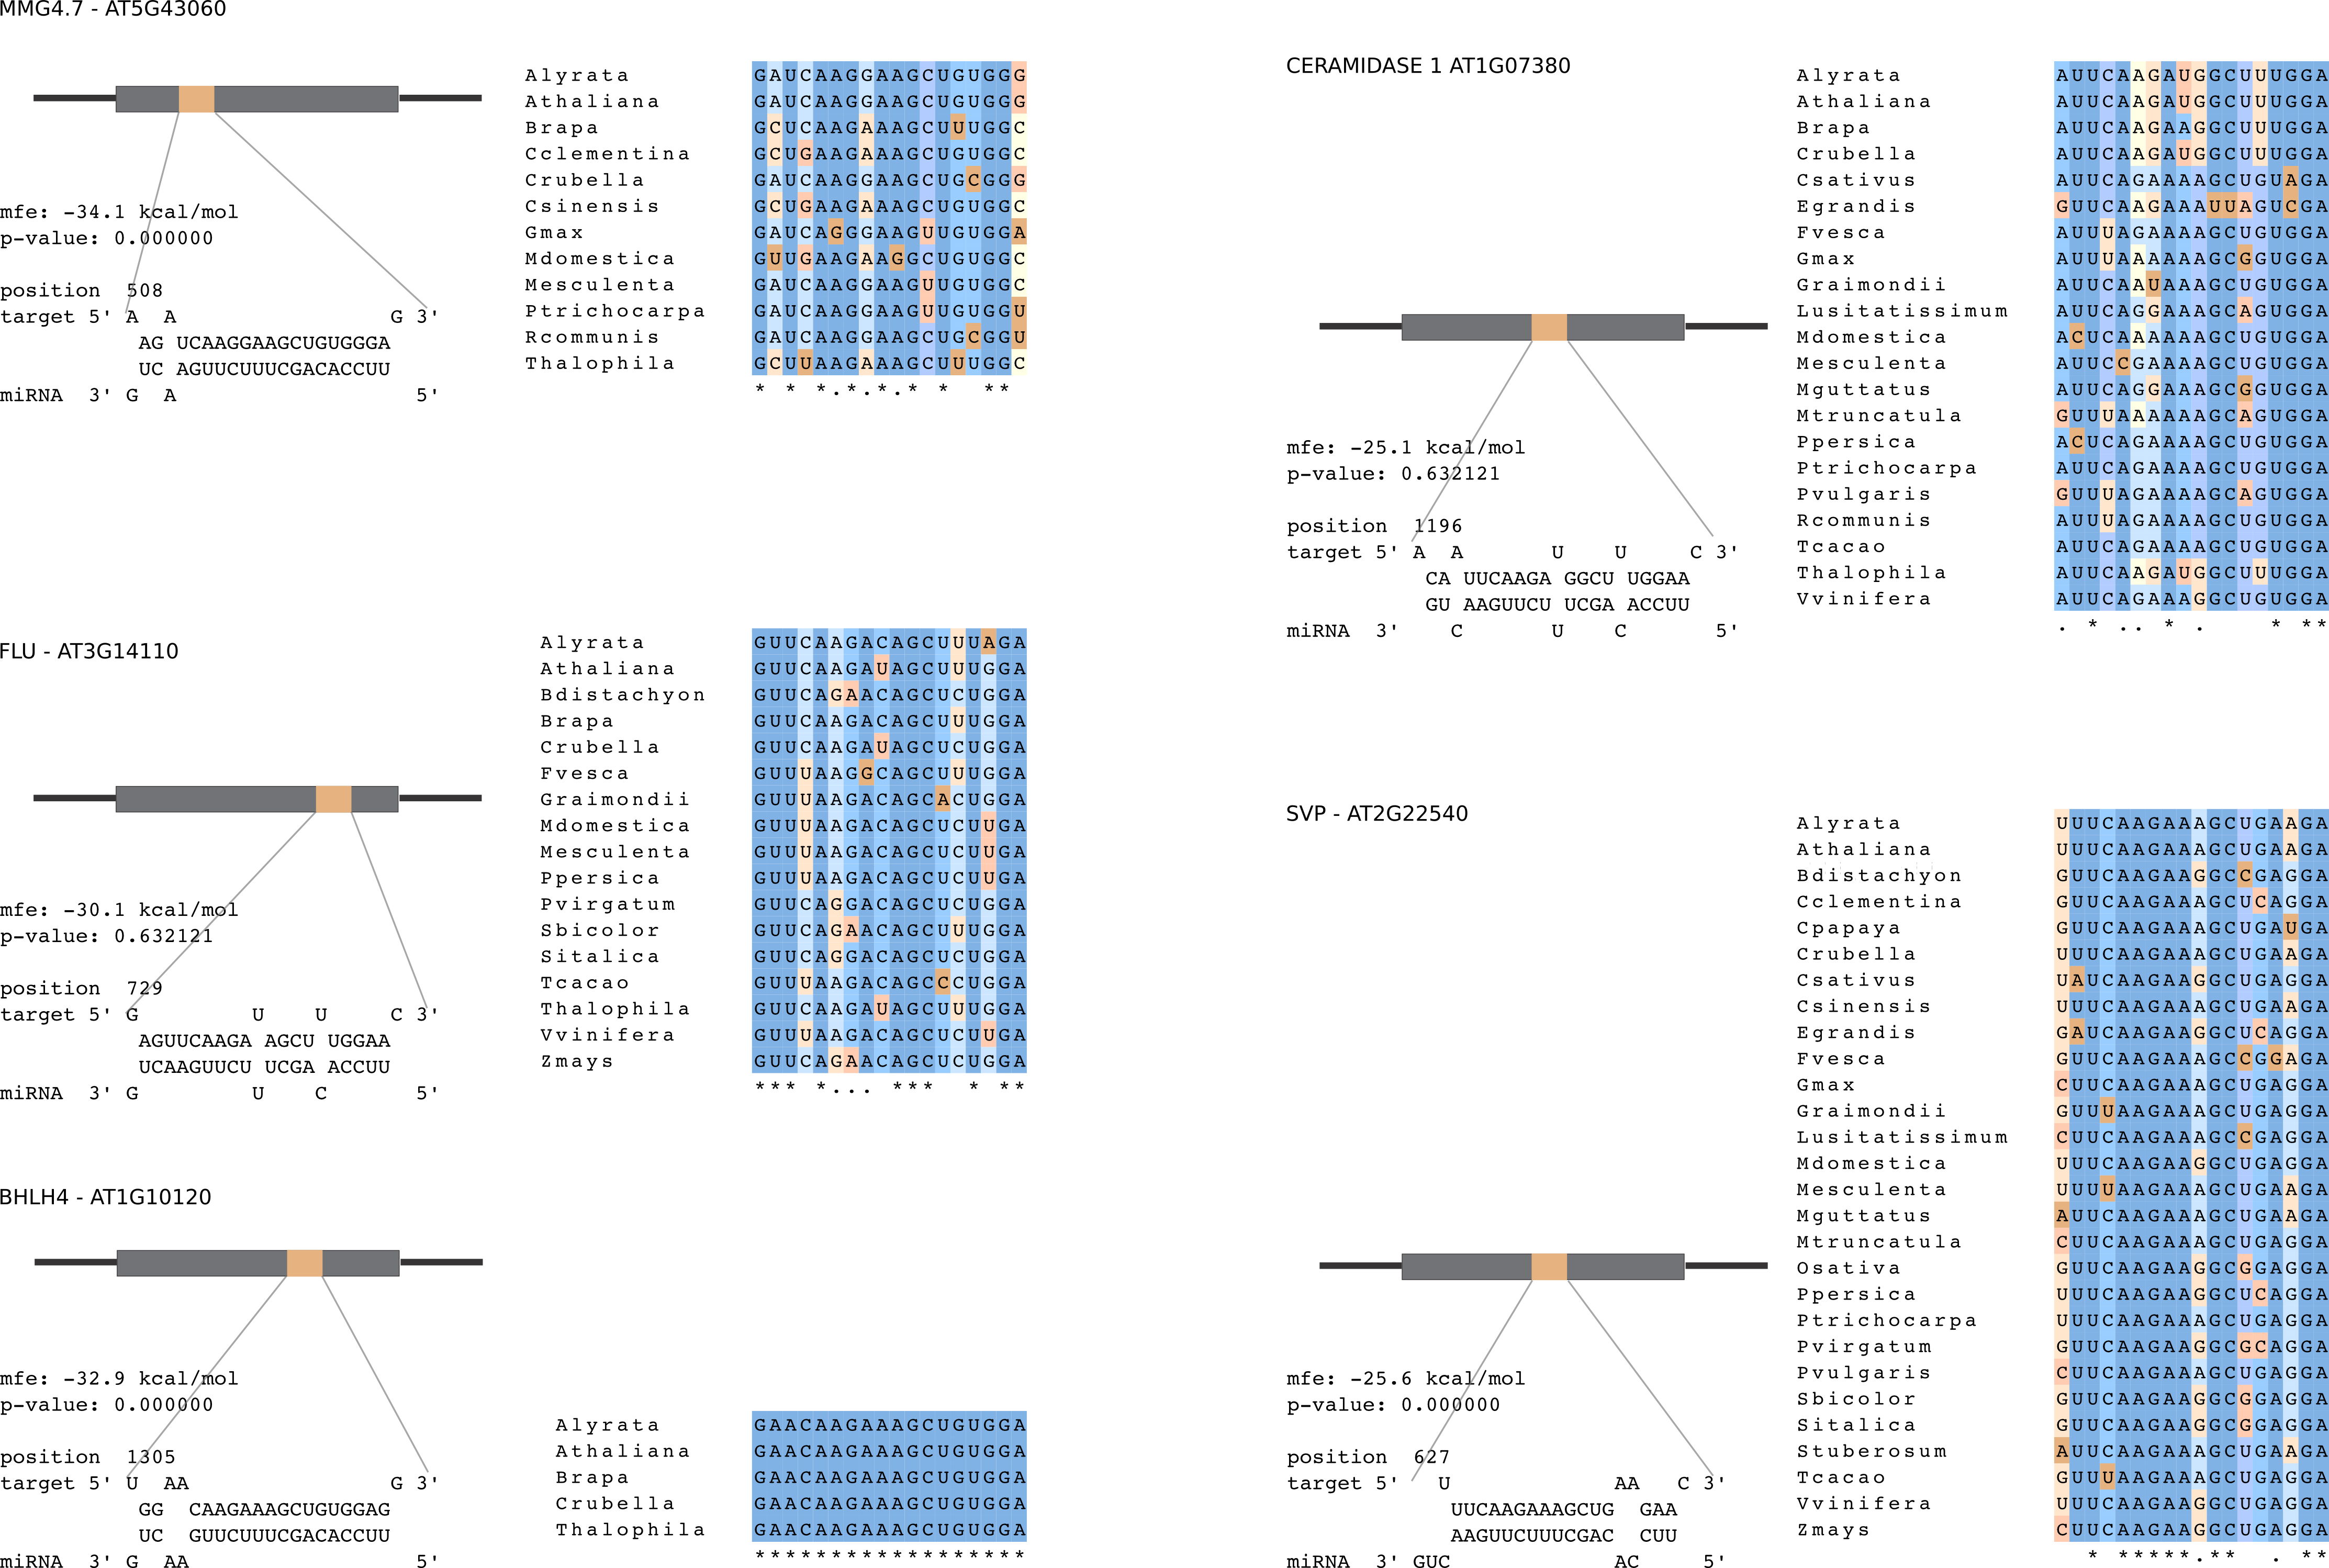 MMG4.7 - AT5G43060
mfe: -34.1 kcal/mol
p-value: 0.000000
position 508
target 5' A A G 3'
AG UCAAGGAAGCUGUGGGA
UC AGUUCUUUCGACACCUU
miRNA 3' G A 5'
Alyrata GAUCAAGGAAGCUGUGGG
Athaliana GAUCAAGGAAGCUGUGGG
Brapa GCUCAAGAAAGCUUUGGC
Cclementina GCUGAAGAAAGCUGUGGC
Crubella GAUCAAGGAAGCUGCGGG
Csinensis GCUGAAGAAAGCUGUGGC
Gmax GAUCAGGGAAGUUGUGGA
Mdomestica GUUGAAGAAGGCUGUGGC
Mesculenta GAUCAAGGAAGUUGUGGC
Ptrichocarpa GAUCAAGGAAGUUGUGGU
Rcommunis GAUCAAGGAAGCUGCGGU
Thalophila GCUUAAGAAAGCUUUGGC
* * *.*.*.* * **
FLU - AT3G14110
mfe: -30.1 kcal/mol
p-value: 0.632121
position 729
target 5' G U U C 3'
AGUUCAAGA AGCU UGGAA
UCAAGUUCU UCGA ACCUU
miRNA 3' G U C 5'
Alyrata GUUCAAGACAGCUUUAGA
Athaliana GUUCAAGAUAGCUUUGGA
Bdistachyon GUUCAGAACAGCUCUGGA
Brapa GUUCAAGACAGCUUUGGA
Crubella GUUCAAGAUAGCUCUGGA
Fvesca GUUUAAGGCAGCUUUGGA
Graimondii GUUUAAGACAGCACUGGA
Mdomestica GUUUAAGACAGCUCUUGA
Mesculenta GUUUAAGACAGCUCUUGA
Ppersica GUUUAAGACAGCUCUUGA
Pvirgatum GUUCAGGACAGCUCUGGA
Sbicolor GUUCAGAACAGCUUUGGA
Sitalica GUUCAGGACAGCUCUGGA
Tcacao GUUUAAGACAGCCCUGGA
Thalophila GUUCAAGAUAGCUUUGGA
Vvinifera GUUUAAGACAGCUCUUGA
Zmays GUUCAGAACAGCUCUGGA
*** *... *** * **
BHLH4 - AT1G10120
mfe: -32.9 kcal/mol
p-value: 0.000000
position 1305
target 5' U AA G 3'
GG CAAGAAAGCUGUGGAG
UC GUUCUUUCGACACCUU
miRNA 3' G AA 5'
Alyrata GAACAAGAAAGCUGUGGA
Athaliana GAACAAGAAAGCUGUGGA
Brapa GAACAAGAAAGCUGUGGA
Crubella GAACAAGAAAGCUGUGGA
Thalophila GAACAAGAAAGCUGUGGA
******************
CERAMIDASE 1 AT1G07380
mfe: -25.1 kcal/mol
p-value: 0.632121
position 1196
target 5' A A U U C 3'
CA UUCAAGA GGCU UGGAA
GU AAGUUCU UCGA ACCUU
miRNA 3' C U C 5'
Alyrata AUUCAAGAUGGCUUUGGA
Athaliana AUUCAAGAUGGCUUUGGA
Brapa AUUCAAGAAGGCUUUGGA
Crubella AUUCAAGAUGGCUUUGGA
Csativus AUUCAGAAAAGCUGUAGA
Egrandis GUUCAAGAAAUUAGUCGA
Fvesca AUUUAGAAAAGCUGUGGA
Gmax AUUUAAAAAAGCGGUGGA
Graimondii AUUCAAUAAAGCUGUGGA
Lusitatissimum AUUCAGGAAAGCAGUGGA
Mdomestica ACUCAAAAAAGCUGUGGA
Mesculenta AUUCCGAAAAGCUGUGGA
Mguttatus AUUCAGGAAAGCGGUGGA
Mtruncatula GUUUAAAAAAGCAGUGGA
Ppersica ACUCAGAAAAGCUGUGGA
Ptrichocarpa AUUCAGAAAAGCUGUGGA
Pvulgaris GUUUAGAAAAGCAGUGGA
Rcommunis AUUUAGAAAAGCUGUGGA
Tcacao AUUCAGAAAAGCUGUGGA
Thalophila AUUCAAGAUGGCUUUGGA
Vvinifera AUUCAGAAAGGCUGUGGA
. * .. * . * **
SVP - AT2G22540
mfe: -25.6 kcal/mol
p-value: 0.000000
position 627
target 5' U AA C 3'
UUCAAGAAAGCUG GAA
AAGUUCUUUCGAC CUU
miRNA 3' GUC AC 5'
Alyrata UUUCAAGAAAGCUGAAGA
Athaliana UUUCAAGAAAGCUGAAGA
Bdistachyon GUUCAAGAAGGCCGAGGA
Cclementina GUUCAAGAAAGCUCAGGA
Cpapaya GUUCAAGAAAGCUGAUGA
Crubella UUUCAAGAAAGCUGAAGA
Csativus UAUCAAGAAGGCUGAGGA
Csinensis UUUCAAGAAAGCUGAAGA
Egrandis GAUCAAGAAGGCUCAGGA
Fvesca GUUCAAGAAAGCCGGAGA
Gmax CUUCAAGAAAGCUGAGGA
Graimondii GUUUAAGAAAGCUGAGGA
Lusitatissimum CUUCAAGAAAGCCGAGGA
Mdomestica UUUCAAGAAGGCUGAGGA
Mesculenta UUUUAAGAAAGCUGAAGA
Mguttatus AUUCAAGAAAGCUGAAGA
Mtruncatula CUUCAAGAAAGCUGAGGA
Osativa GUUCAAGAAGGCGGAGGA
Ppersica UUUCAAGAAGGCUCAGGA
Ptrichocarpa UUUCAAGAAAGCUGAGGA
Pvirgatum GUUCAAGAAGGCGCAGGA
Pvulgaris CUUCAAGAAAGCUGAGGA
Sbicolor GUUCAAGAAGGCGGAGGA
Sitalica GUUCAAGAAGGCGGAGGA
Stuberosum AUUCAAGAAAGCUGAAGA
Tcacao GUUUAAGAAAGCUGAGGA
Vvinifera UUUCAAGAAGGCUGAGGA
Zmays CUUCAAGAAGGCUGAGGA
* *****.** . **